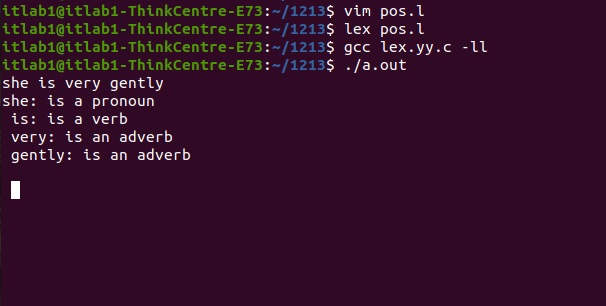 itlab1@itlab1-ThinkCentre-E73:~/1213$ vim pos.l
itlab1@itlab1-ThinkCentre-E73:~/1213$ lex pos.l
itlab1@itlab1-ThinkCentre-E73:~/1213$ gcc lex.yy.c -ll
itlab1@itlab1-ThinkCentre-E73:~/1213$ ./a.out
she is very gently
she: is a pronoun
 is: is a verb
 very: is an adverb
 gently: is an adverb